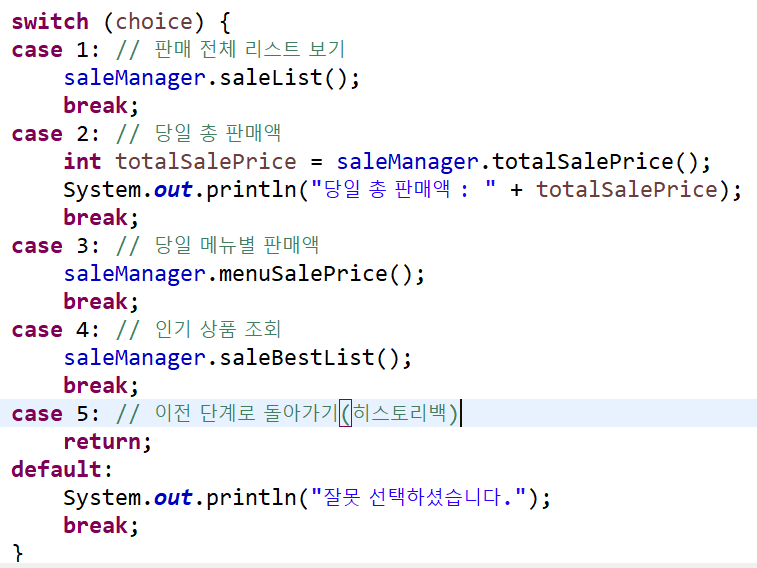 switch (choice) {
case 1: // 판매 전체 리스트 보기
    saleManager.saleList();
    break;
case 2: // 당일 총 판매액
    int totalSalePrice = saleManager.totalSalePrice();
    System.out.println("당일 총 판매액 : " + totalSalePrice);
    break;
case 3: // 당일 메뉴별 판매액
    saleManager.menuSalePrice();
    break;
case 4: // 인기 상품 조회
    saleManager.saleBestList();
    break;
case 5: // 이전 단계로 돌아가기(히스토리백)
    return;
default:
    System.out.println("잘못 선택하셨습니다.");
    break;
}